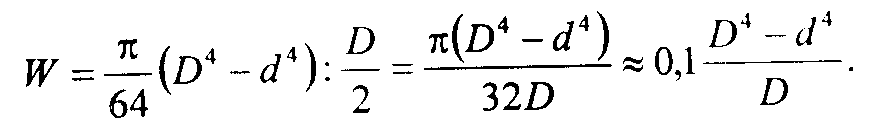 W = π/64 (D⁴ – d⁴) : D/2 = π(D⁴ – d⁴)/32D ≈ 0,1 D⁴ – d⁴/D .